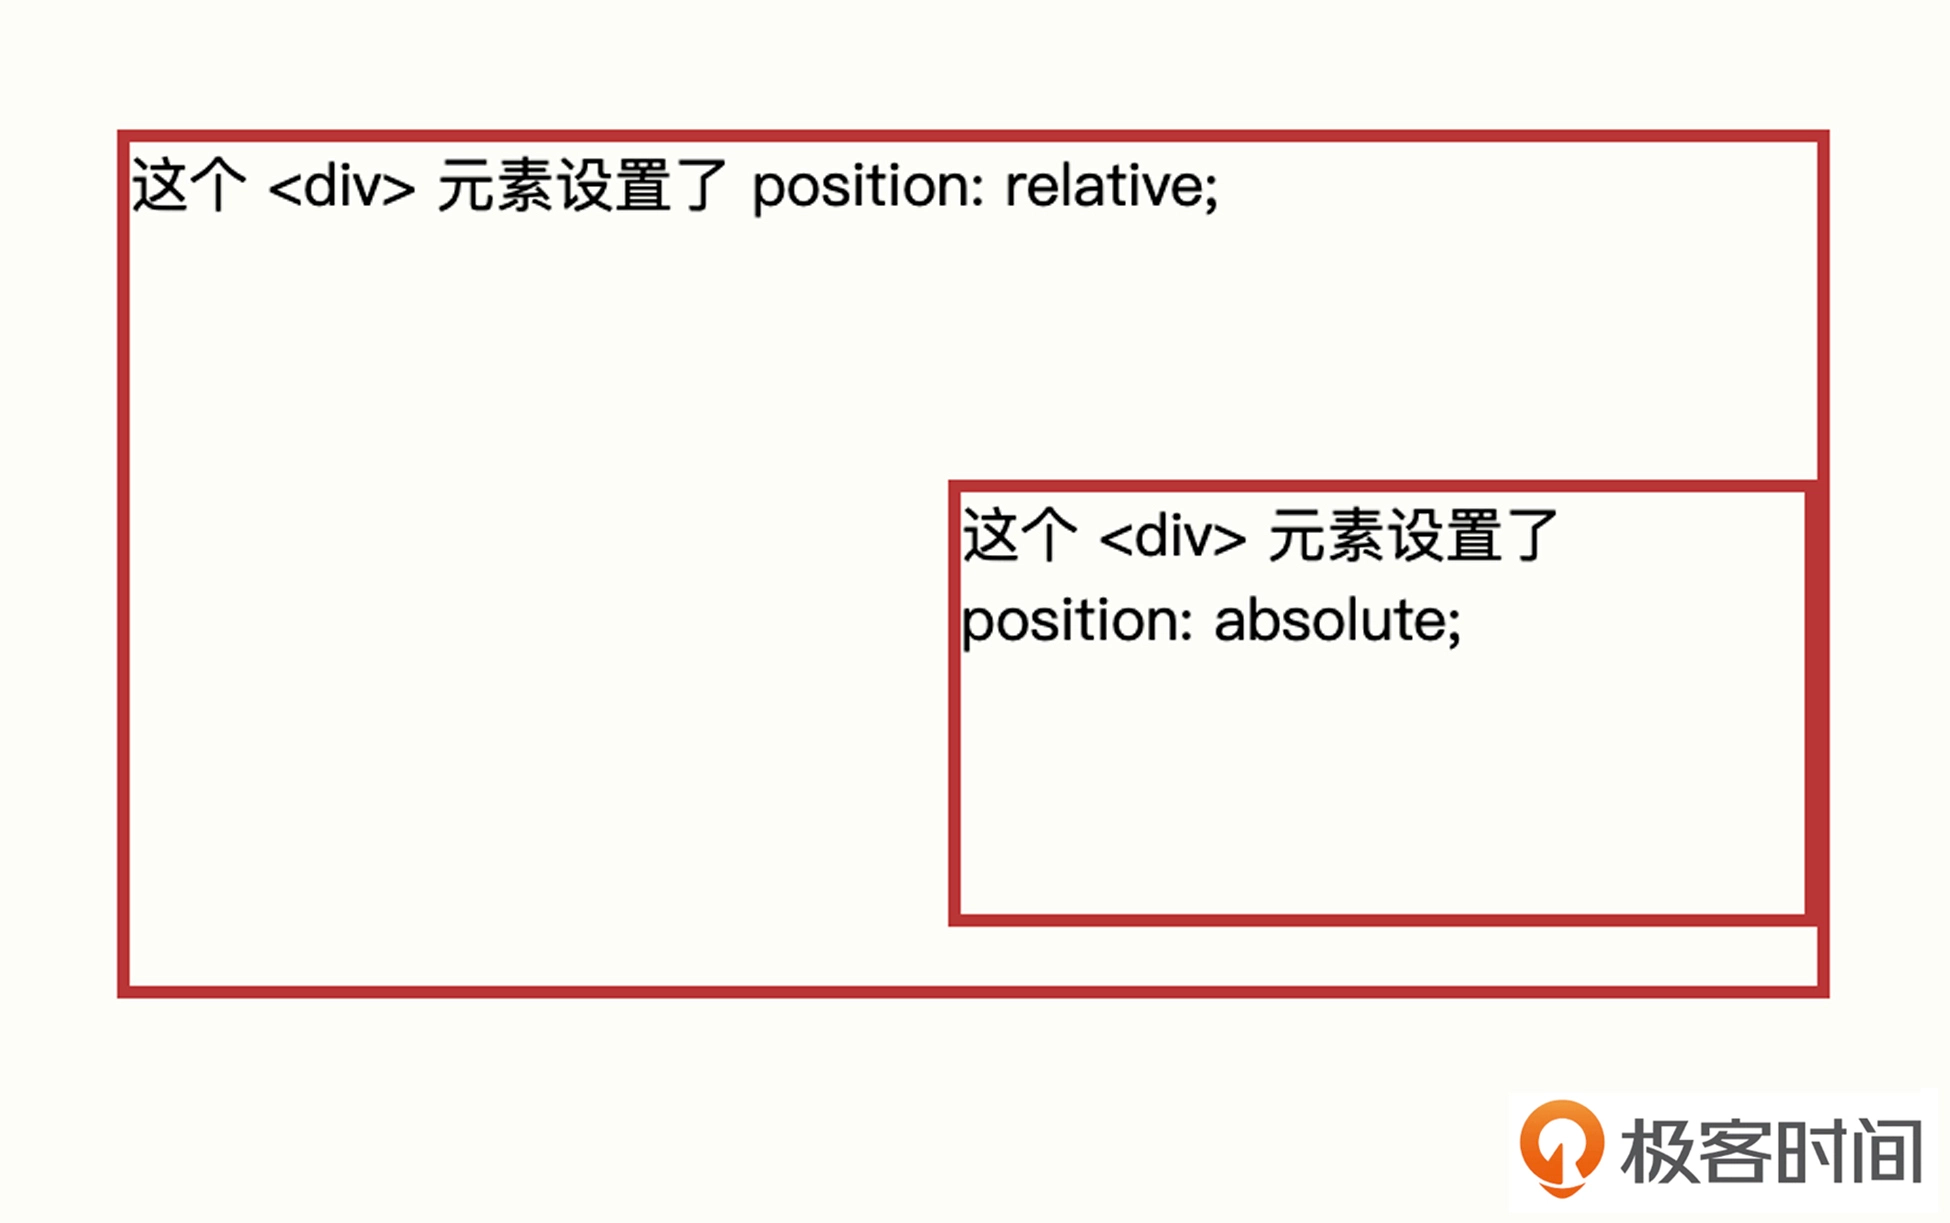 这个 <div> 元素设置了 position: relative;
这个 <div> 元素设置了
position: absolute;
极客时间